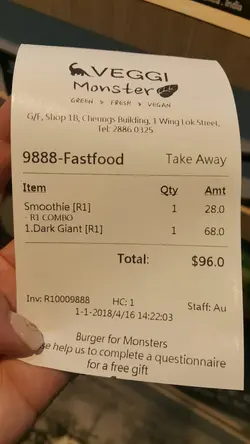 VEGGI
Monster
GREEN > FRESH > VEGAN
G/F, Shop 1B, Cheungs Building, 1 Wing Lok Street,
Tel: 2886 0325
9888-Fastfood Take Away
Item Qty Amt
Smoothie [R1] 1 28.0
- R1 COMBO
1.Dark Giant [R1] 1 68.0
Total: $96.0
Inv: R10009888 HC: 1 Staff: Au
1-1-2018/4/16 14:22:03
Burger for Monsters
help us to complete a questionnaire
for a free gift